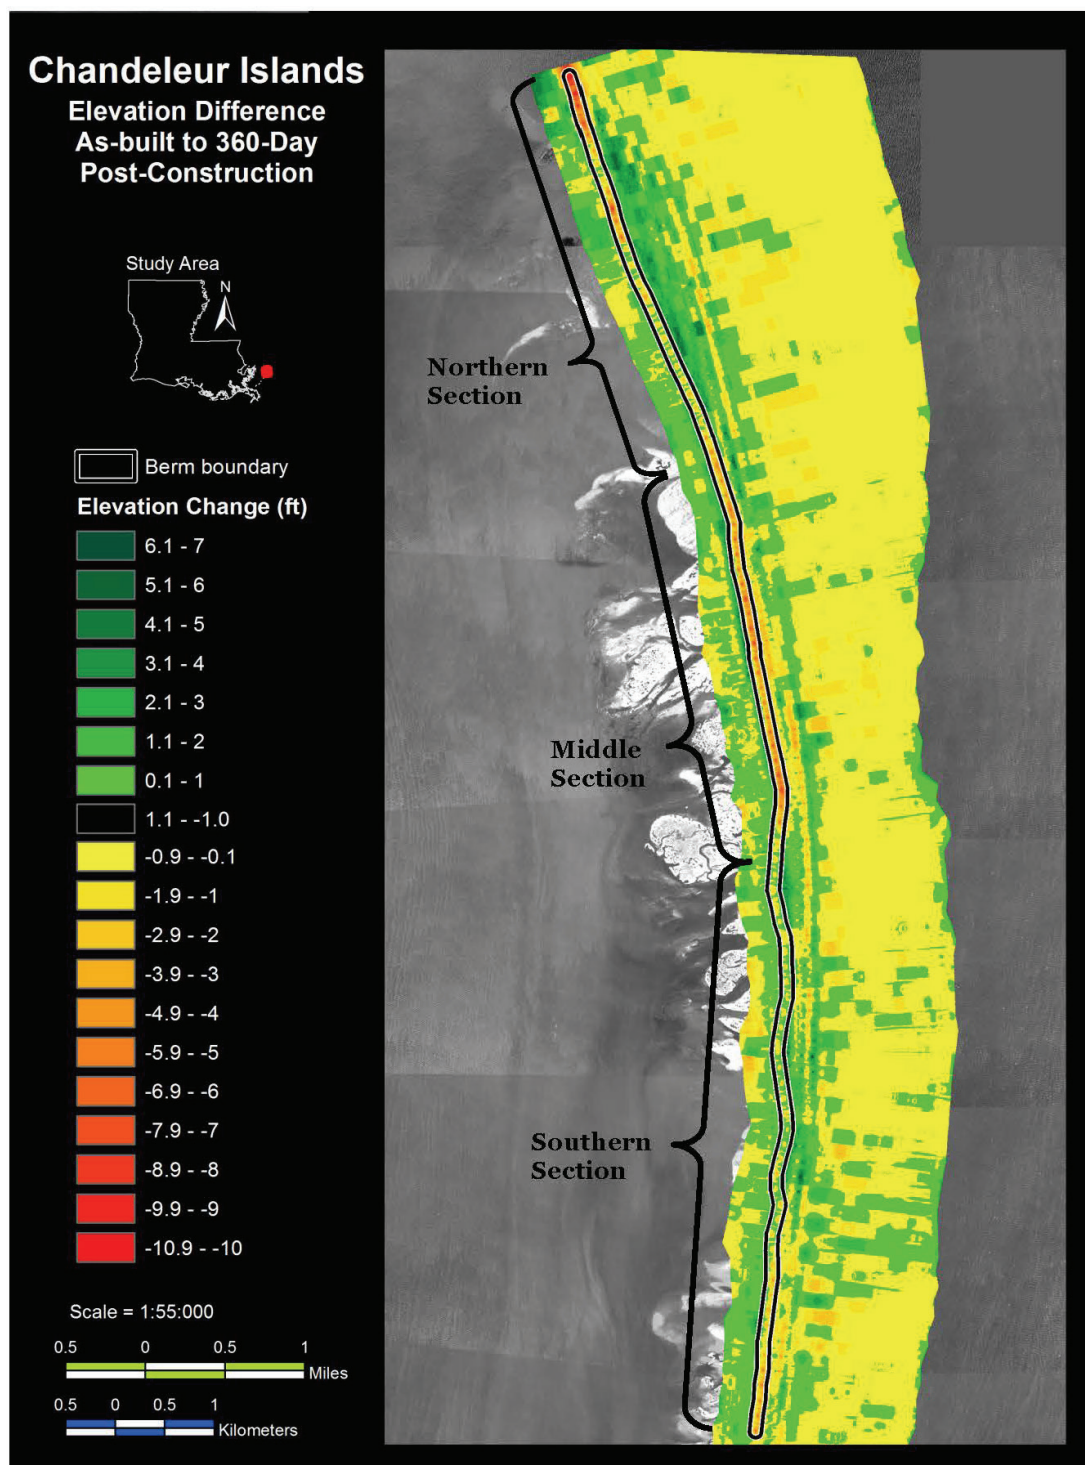 Chandeleur Islands
Elevation Difference
As-built to 360-Day
Post-Construction
Study Area
N
Berm boundary
Elevation Change (ft)
6.1 - 7
5.1 - 6
4.1 - 5
3.1 - 4
2.1 - 3
1.1 - 2
0.1 - 1
1.1 - -1.0
-0.9 - -0.1
-1.9 - -1
-2.9 - -2
-3.9 - -3
-4.9 - -4
-5.9 - -5
-6.9 - -6
-7.9 - -7
-8.9 - -8
-9.9 - -9
-10.9 - -10
Scale = 1:55:000
0.5 0 0.5 1
Miles
0.5 0 0.5 1
Kilometers
Northern
Section
Middle
Section
Southern
Section